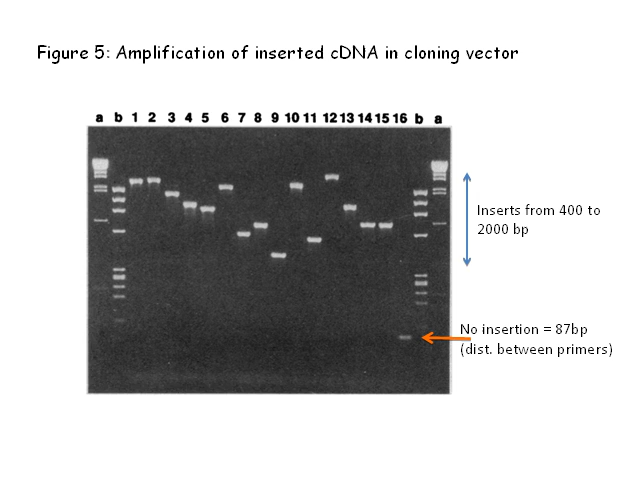 Figure 5: Amplification of inserted cDNA in cloning vector
a b 1 2 3 4 5 6 7 8 9 10 11 12 13 14 15 16 b a
Inserts from 400 to
2000 bp
No insertion = 87bp
(dist. between primers)